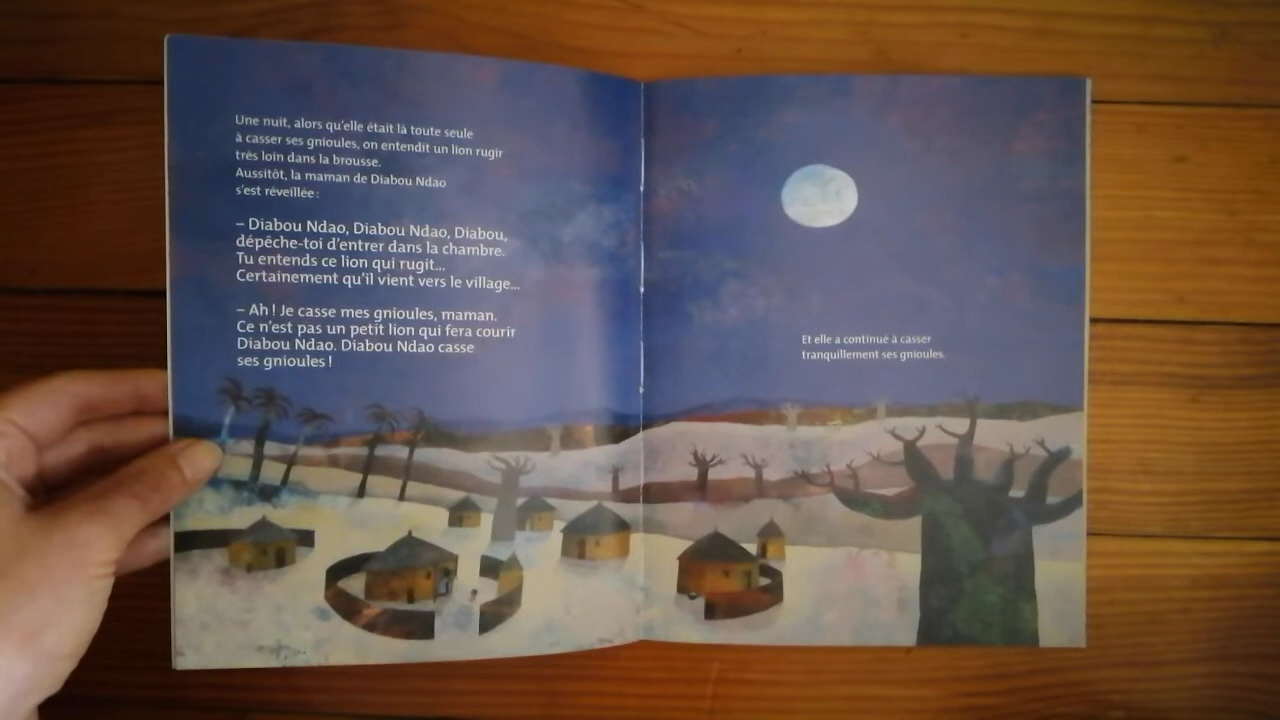 Une nuit, alors qu'elle était là toute seule
à casser ses gnioules, on entendit un lion rugir
très loin dans la brousse.
Aussitôt, la maman de Diabou Ndao
s'est réveillée :
– Diabou Ndao, Diabou Ndao, Diabou,
dépêche-toi d'entrer dans la chambre.
Tu entends ce lion qui rugit...
Certainement qu'il vient vers le village...
– Ah ! Je casse mes gnioules, maman.
Ce n'est pas un petit lion qui fera courir
Diabou Ndao. Diabou Ndao casse
ses gnioules !
Et elle a continué à casser
tranquillement ses gnioules.